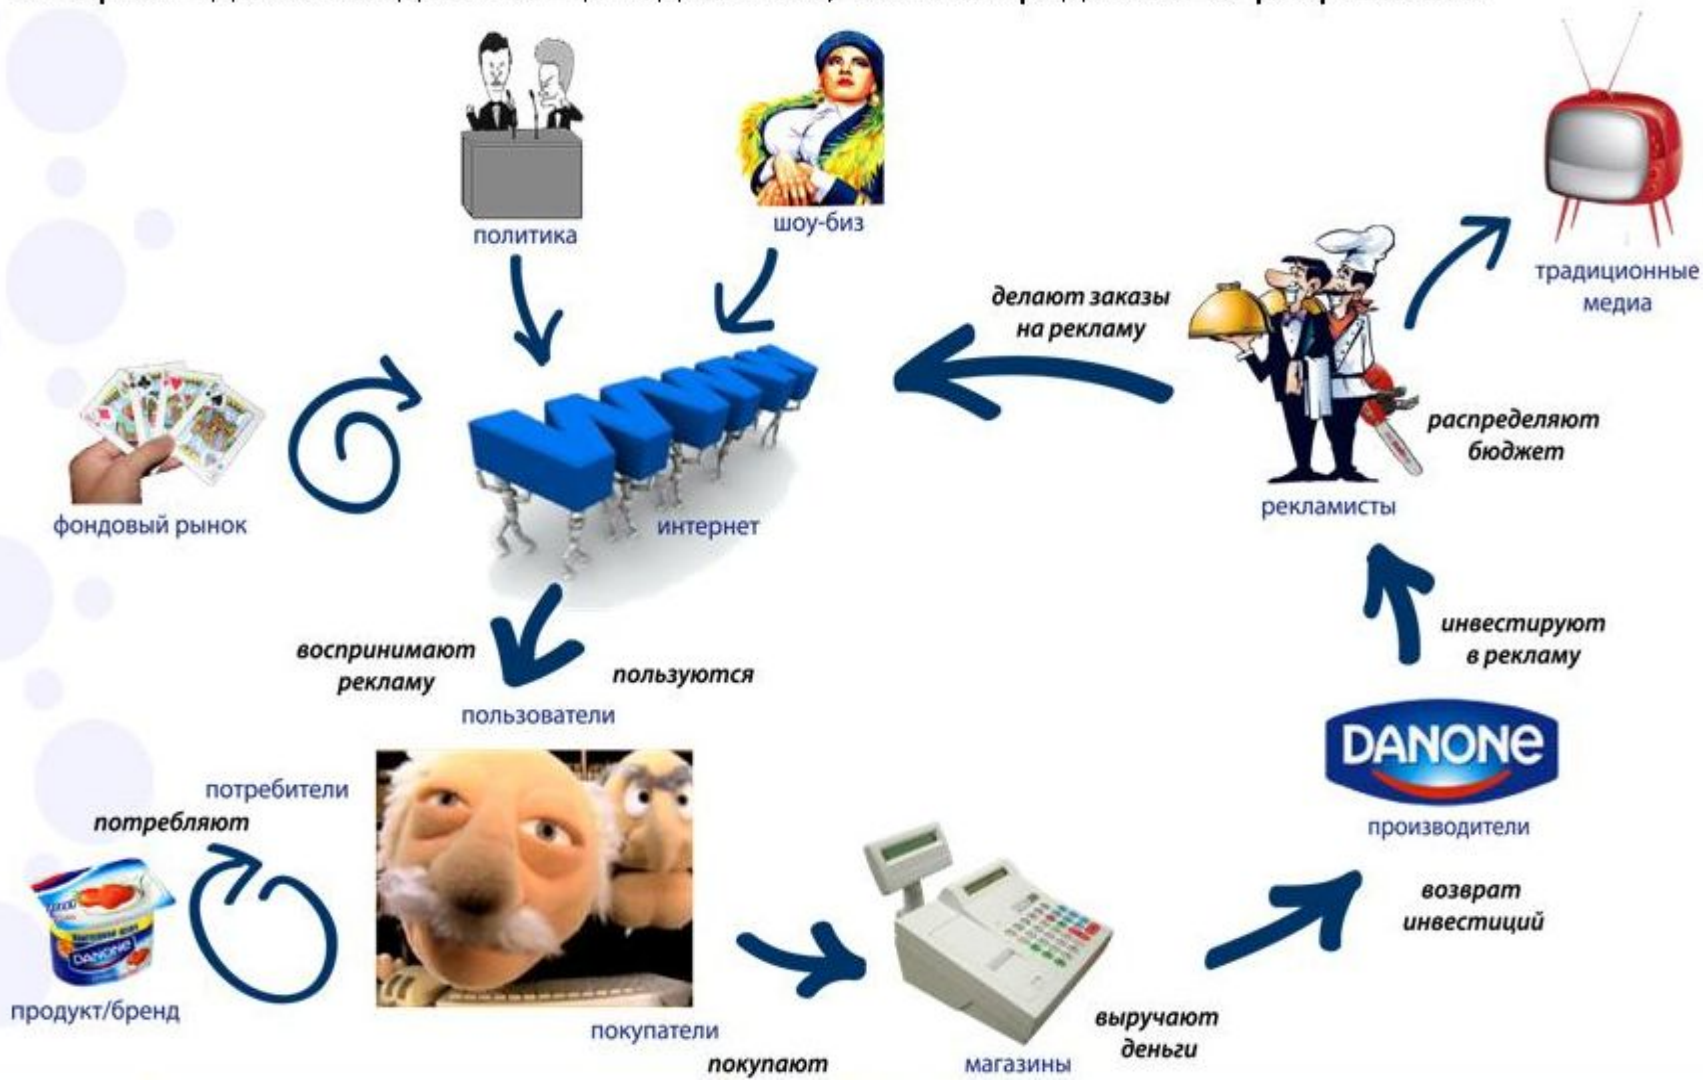 политика
шоу-биз
традиционные
медиа
делают заказы
на рекламу
распределяют
бюджет
рекламисты
фондовый рынок
интернет
воспринимают
рекламу
пользуются
пользователи
инвестируют
в рекламу
DANONE
производители
потребители
потребляют
DANONE
продукт/бренд
возврат
инвестиций
покупатели
покупают
магазины
выручают
деньги